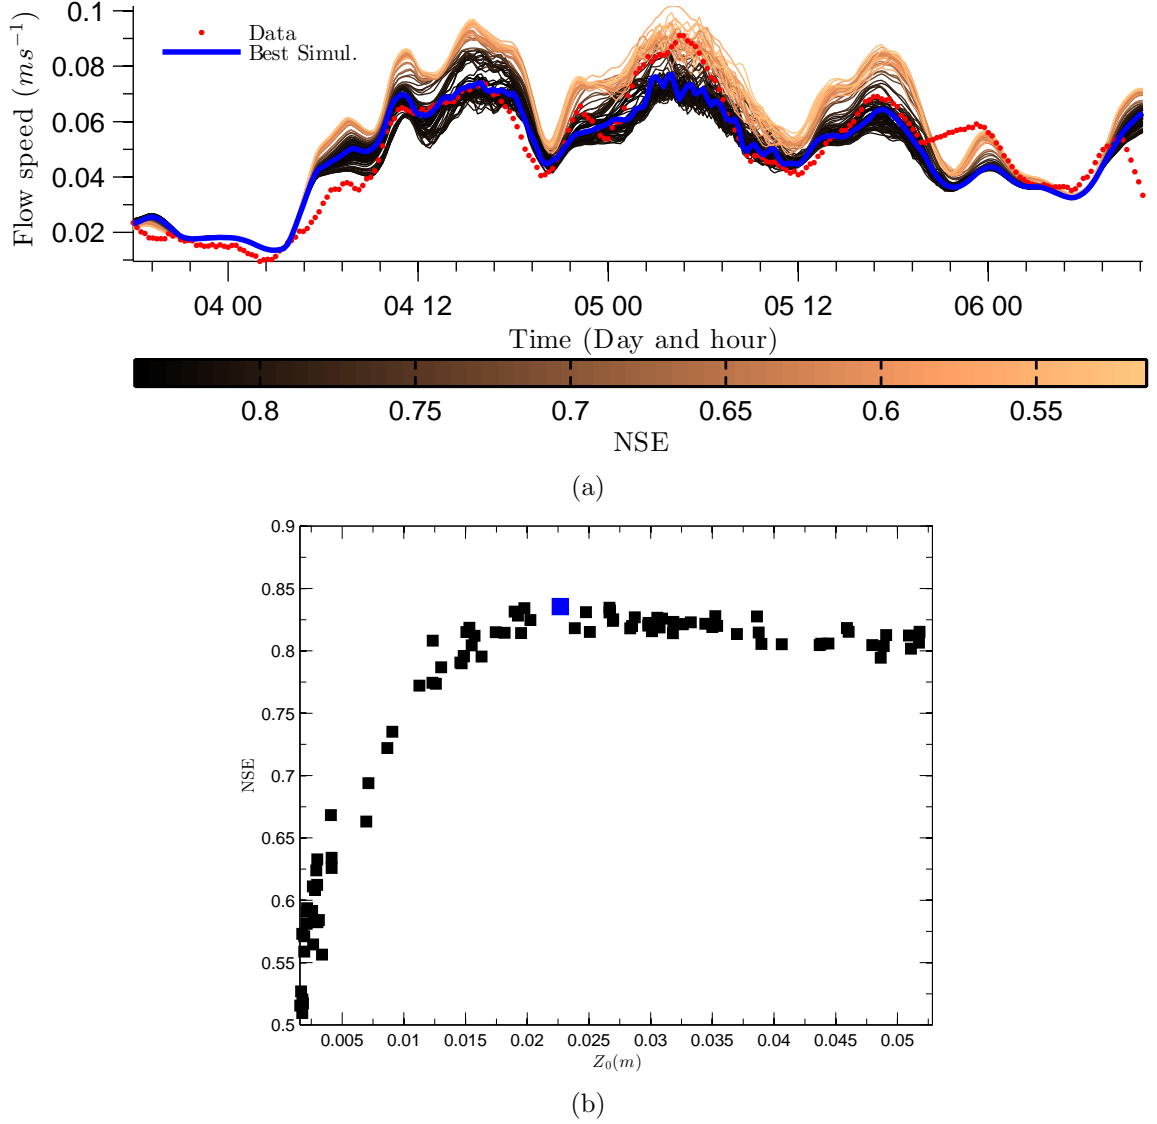 0.1
0.08
0.06
0.04
0.02
Flow speed (ms⁻¹)
Data
Best Simul.
04 00 04 12 05 00 05 12 06 00
Time (Day and hour)
0.8 0.75 0.7 0.65 0.6 0.55
NSE
(a)
0.9
0.85
0.8
0.75
0.7
0.65
0.6
0.55
0.5
NSE
0.005 0.01 0.015 0.02 0.025 0.03 0.035 0.04 0.045 0.05
Z₀(m)
(b)